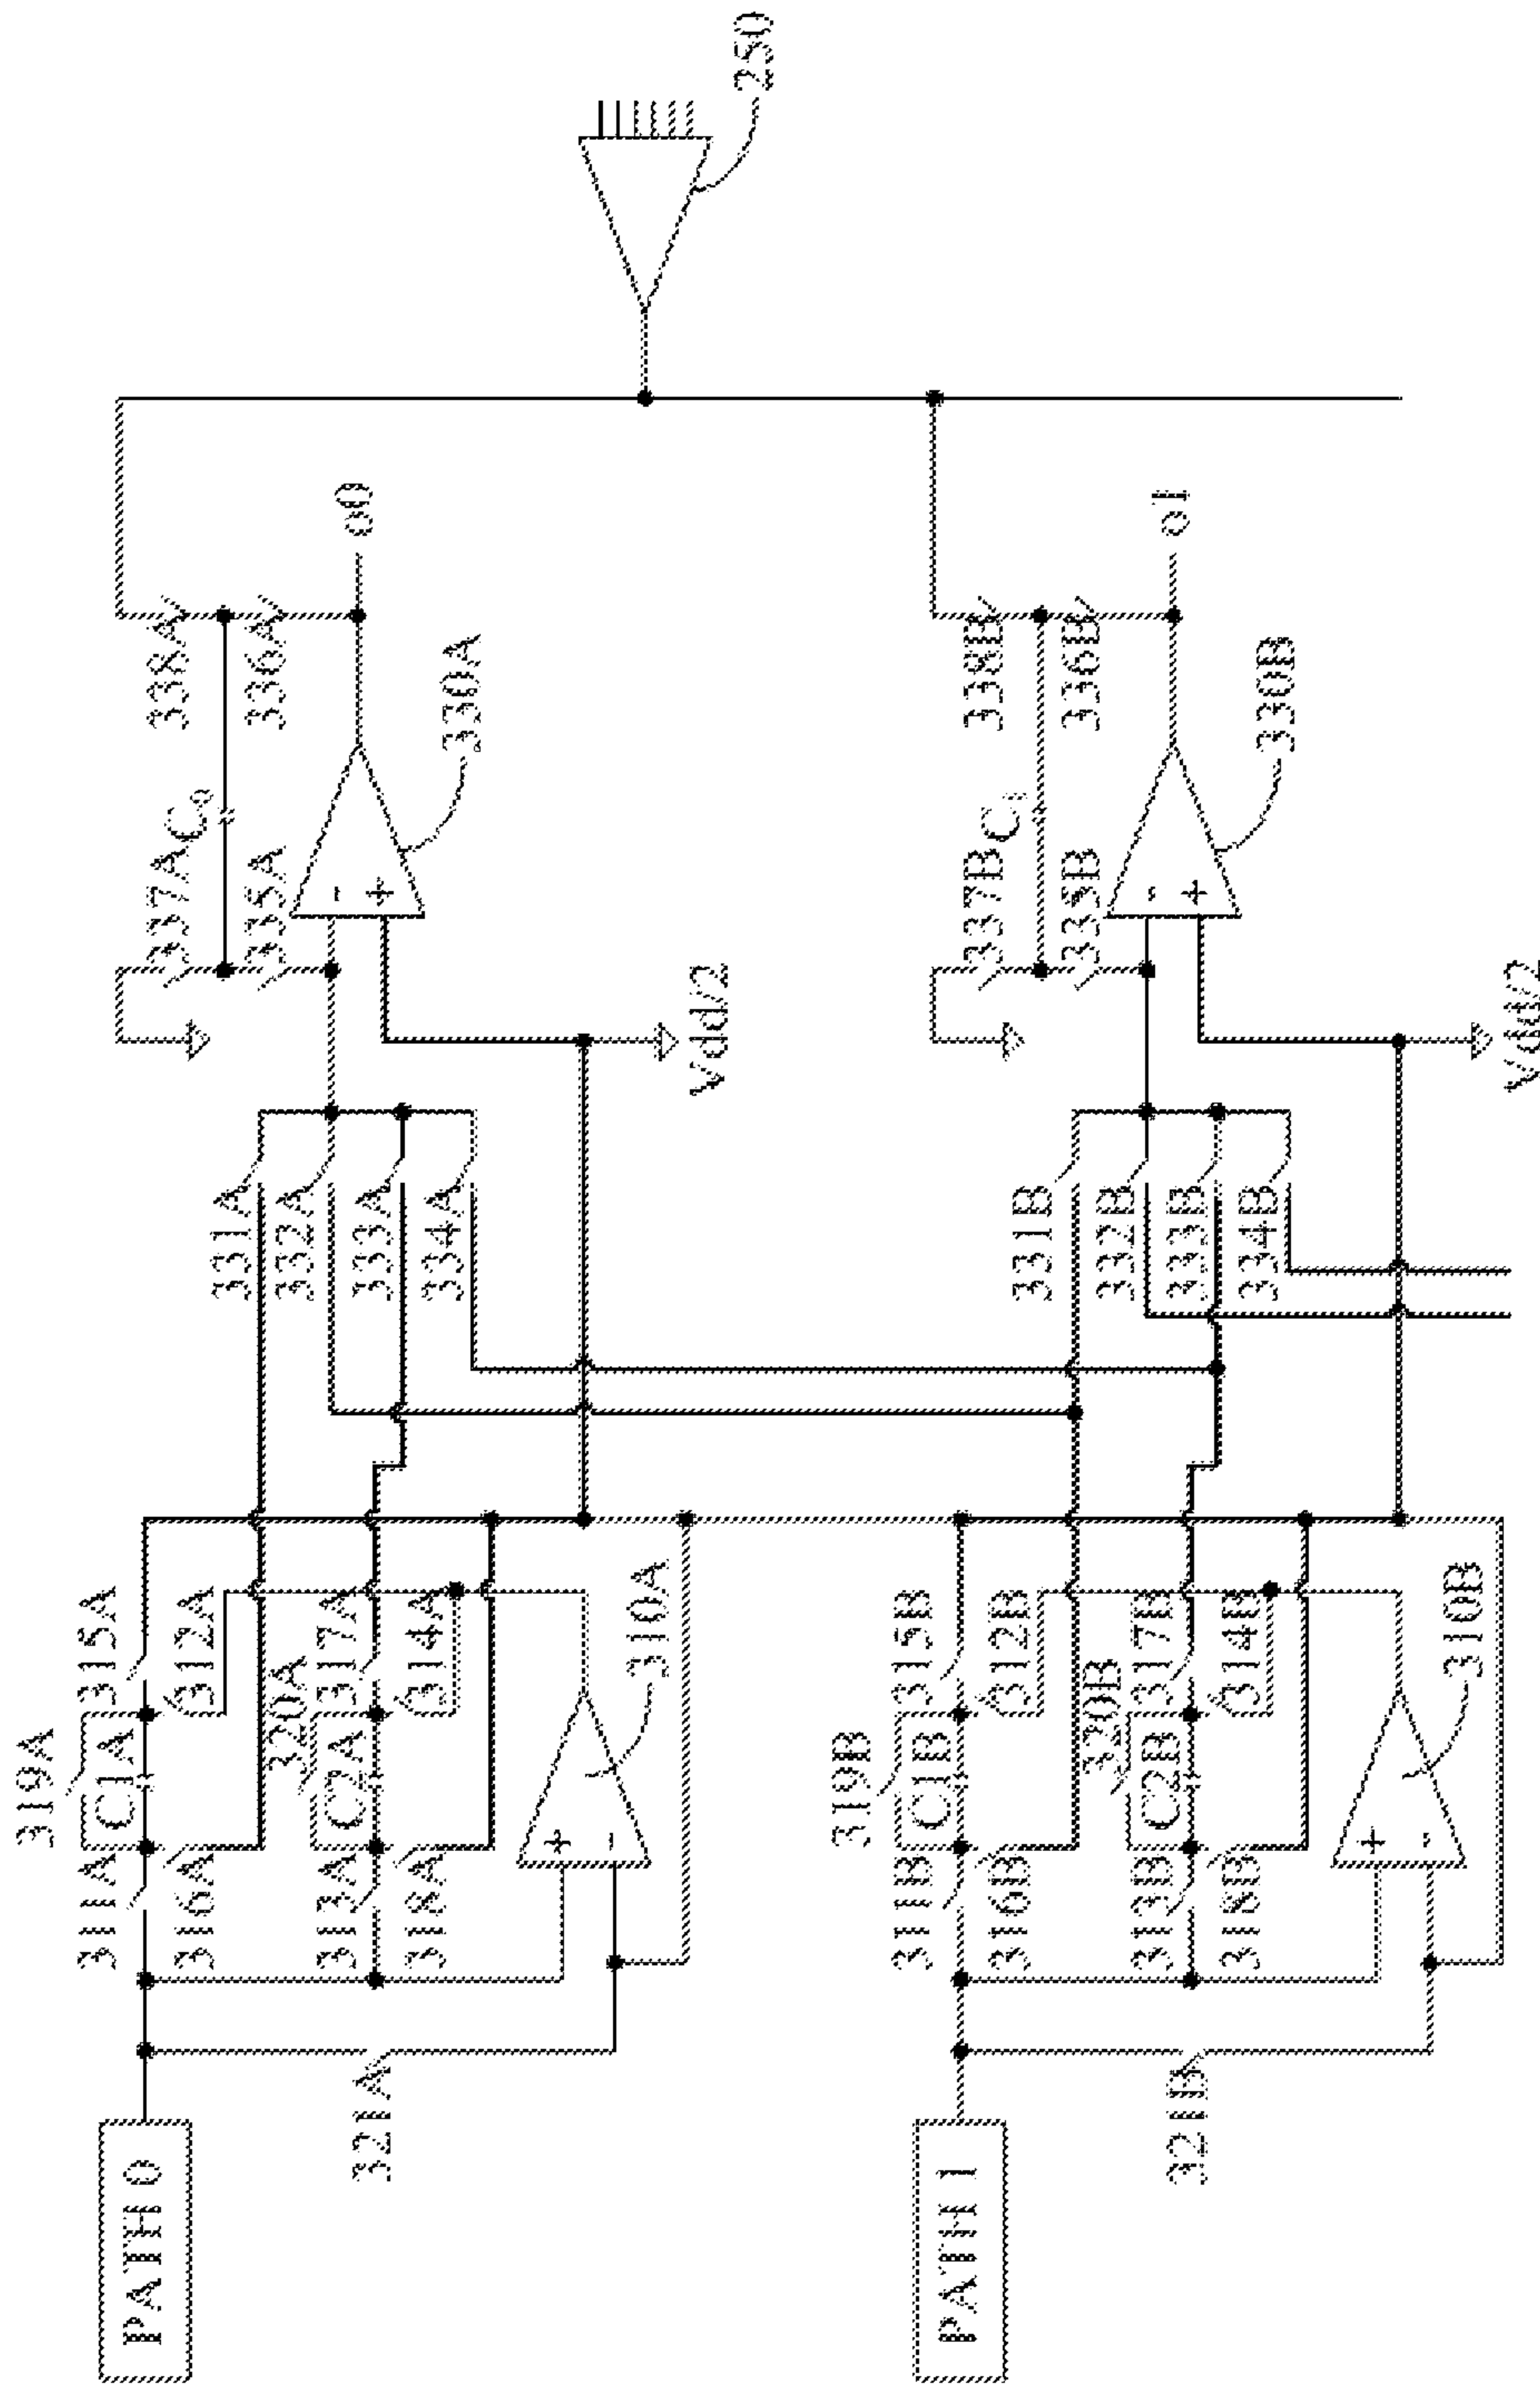 PATH 0
321A
311A
316A
313A
318A
319A
C1A
320A
C2A
315A
312A
317A
314A
+
-
310A
331A
332A
333A
334A
Vdd/2
337A
C0
335A
338A
336A
-
+
330A
o0
250
PATH 1
321B
311B
316B
313B
318B
319B
C1B
320B
C2B
315B
312B
317B
314B
+
-
310B
331B
332B
333B
334B
Vdd/2
337B
C1
335B
338B
336B
-
+
330B
o1